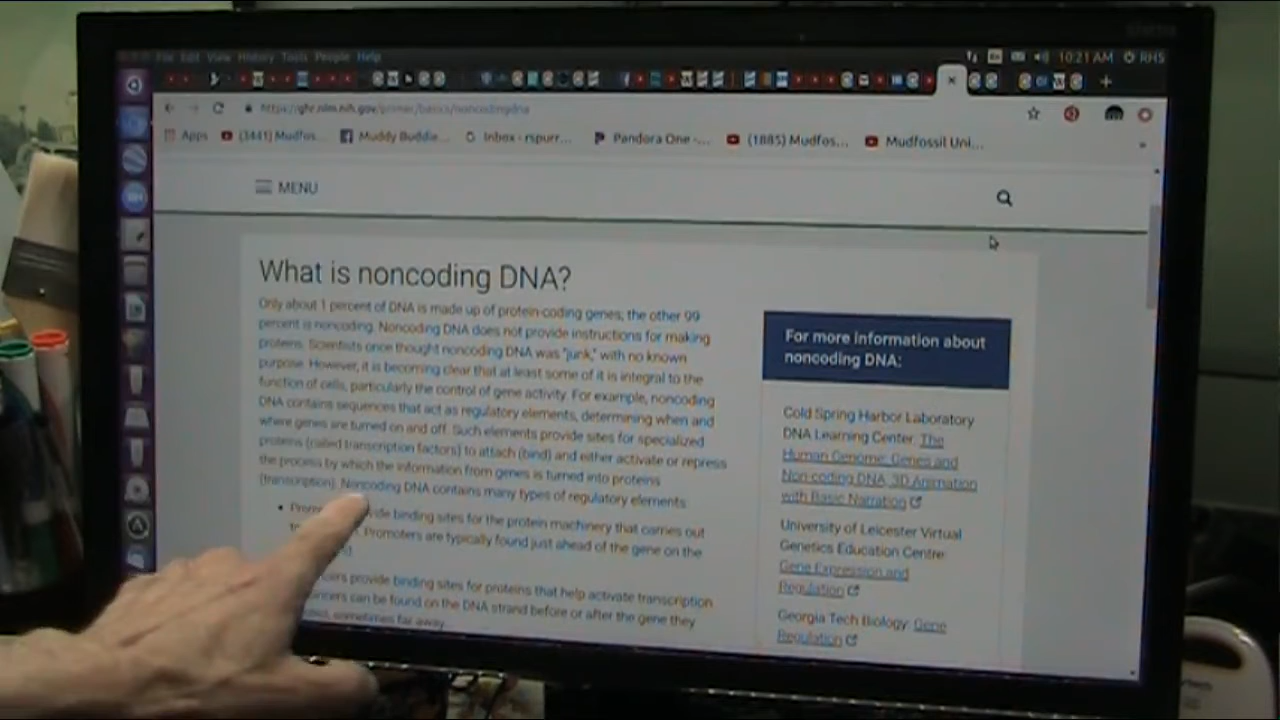 File Edit View History Tools People Help
10:21 AM RHS
https://ghr.nlm.nih.gov/primer/basics/noncodingdna
Apps (3441) Mudfos... Muddy Buddie... Inbox - rspurr... Pandora One -... (1885) Mudfos... Mudfossil Uni...
MENU
What is noncoding DNA?
Only about 1 percent of DNA is made up of protein-coding genes; the other 99
percent is noncoding. Noncoding DNA does not provide instructions for making
proteins. Scientists once thought noncoding DNA was "junk," with no known
purpose. However, it is becoming clear that at least some of it is integral to the
function of cells, particularly the control of gene activity. For example, noncoding
DNA contains sequences that act as regulatory elements, determining when and
where genes are turned on and off. Such elements provide sites for specialized
proteins (called transcription factors) to attach (bind) and either activate or repress
the process by which the information from genes is turned into proteins
(transcription). Noncoding DNA contains many types of regulatory elements:
binding sites for the protein machinery that carries out
Promoters are typically found just ahead of the gene on the
provide binding sites for proteins that help activate transcription
can be found on the DNA strand before or after the gene they
sometimes far away.
For more information about
noncoding DNA:
Cold Spring Harbor Laboratory
DNA Learning Center: The
Human Genome: Genes and
Non-coding DNA, 3D Animation
with Basic Narration
University of Leicester Virtual
Genetics Education Centre:
Gene Expression and
Regulation
Georgia Tech Biology: Gene
Regulation